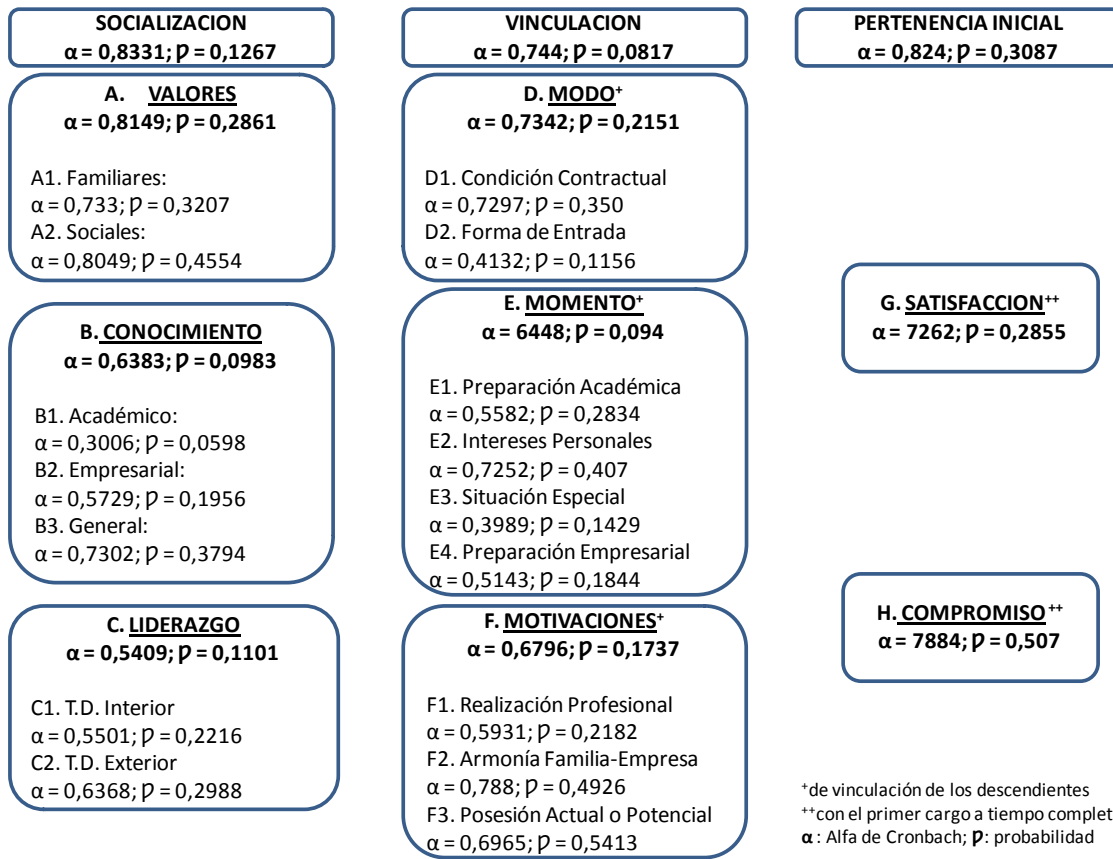 SOCIALIZACION
α = 0,8331; ƿ = 0,1267
A. VALORES
α = 0,8149; ƿ = 0,2861
A1. Familiares:
α = 0,733; ƿ = 0,3207
A2. Sociales:
α = 0,8049; ƿ = 0,4554
B. CONOCIMIENTO
α = 0,6383; ƿ = 0,0983
B1. Académico:
α = 0,3006; ƿ = 0,0598
B2. Empresarial:
α = 0,5729; ƿ = 0,1956
B3. General:
α = 0,7302; ƿ = 0,3794
C. LIDERAZGO
α = 0,5409; ƿ = 0,1101
C1. T.D. Interior
α = 0,5501; ƿ = 0,2216
C2. T.D. Exterior
α = 0,6368; ƿ = 0,2988
VINCULACION
α = 0,744; ƿ = 0,0817
D. MODO⁺
α = 0,7342; ƿ = 0,2151
D1. Condición Contractual
α = 0,7297; ƿ = 0,350
D2. Forma de Entrada
α = 0,4132; ƿ = 0,1156
E. MOMENTO⁺
α = 6448; ƿ = 0,094
E1. Preparación Académica
α = 0,5582; ƿ = 0,2834
E2. Intereses Personales
α = 0,7252; ƿ = 0,407
E3. Situación Especial
α = 0,3989; ƿ = 0,1429
E4. Preparación Empresarial
α = 0,5143; ƿ = 0,1844
F. MOTIVACIONES⁺
α = 0,6796; ƿ = 0,1737
F1. Realización Profesional
α = 0,5931; ƿ = 0,2182
F2. Armonía Familia-Empresa
α = 0,788; ƿ = 0,4926
F3. Posesión Actual o Potencial
α = 0,6965; ƿ = 0,5413
PERTENENCIA INICIAL
α = 0,824; ƿ = 0,3087
G. SATISFACCION⁺⁺
α = 7262; ƿ = 0,2855
H. COMPROMISO ⁺⁺
α = 7884; ƿ = 0,507
⁺de vinculación de los descendientes
⁺⁺con el primer cargo a tiempo complet
α : Alfa de Cronbach; ƿ: probabilidad